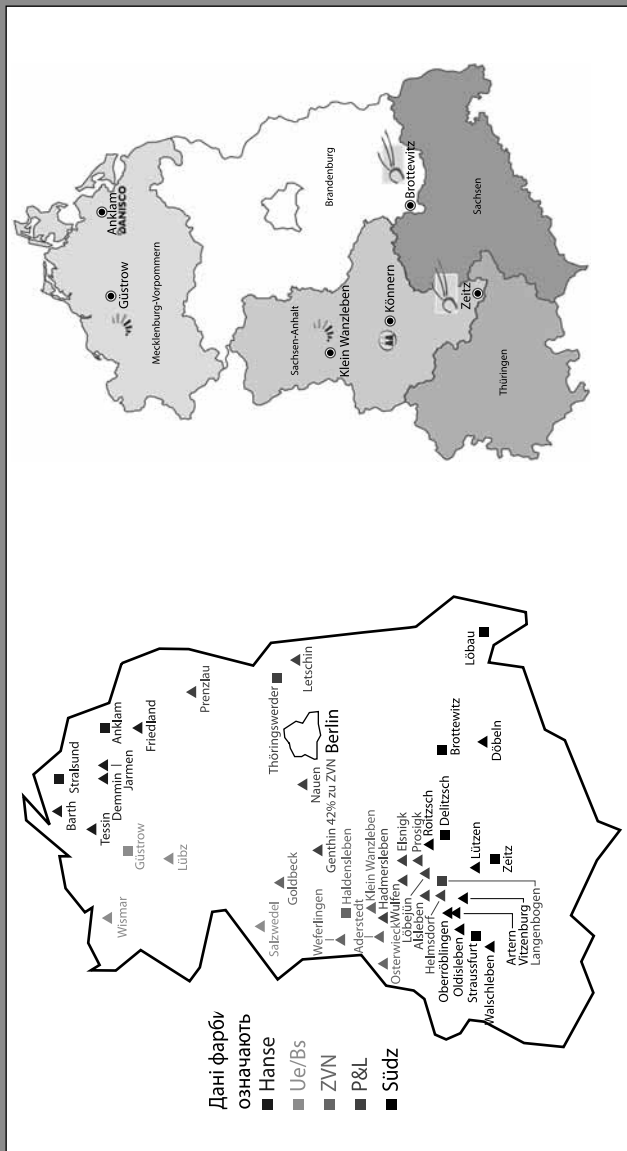 Дані фарби
означають
Hanse
Ue/Bs
ZVN
P&L
Südz
Barth
Stralsund
Tessin
Wismar
Demmin
Jarmen
Anklam
Güstrow
Friedland
Lübz
Prenzlau
Salzwedel
Goldbeck
Thöringswerder
Letschin
Berlin
Nauen
Genthin 42% zu ZVN
Weferlingen
Haldensleben
Aderstedt
Klein Wanzleben
Hadmersleben
Osterwieck
Wulfen
Elsnigk
Löbejün
Prosigk
Alsleben
Roitzsch
Helmsdorf
Delitzsch
Brottewitz
Oberröblingen
Oldisleben
Lützen
Döbeln
Löbau
Straussfurt
Zeitz
Walschleben
Artern
Vitzenburg
Langenbogen
Anklam
DANISCO
Güstrow
Mecklenburg-Vorpommern
Brandenburg
Sachsen-Anhalt
Klein Wanzleben
Könnern
Brottewitz
Zeitz
Sachsen
Thüringen